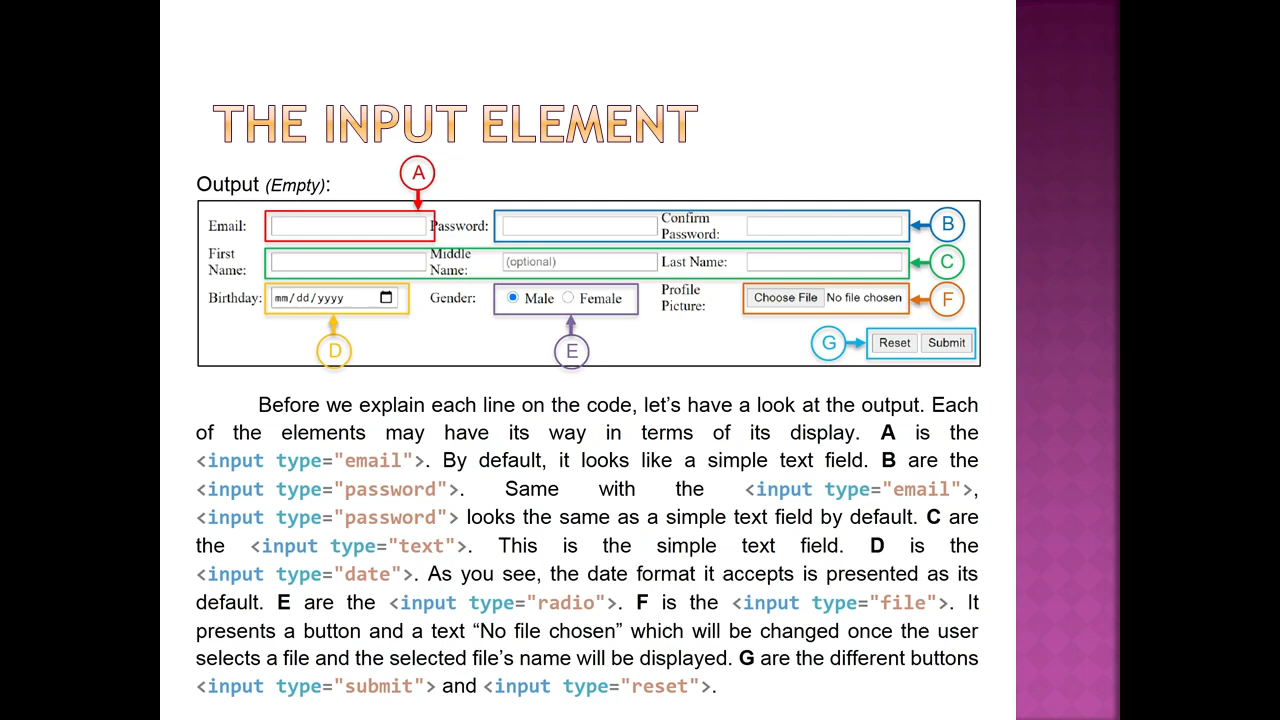 THE INPUT ELEMENT
A
Output (Empty):
Email: Password: Confirm Password: B
First Name: Middle Name: (optional) Last Name: C
Birthday: mm/dd/yyyy Gender: Male Female Profile Picture: Choose File No file chosen F
D E G Reset Submit
Before we explain each line on the code, let’s have a look at the output. Each
of the elements may have its way in terms of its display. A is the
<input type="email">. By default, it looks like a simple text field. B are the
<input type="password">. Same with the <input type="email">,
<input type="password"> looks the same as a simple text field by default. C are
the <input type="text">. This is the simple text field. D is the
<input type="date">. As you see, the date format it accepts is presented as its
default. E are the <input type="radio">. F is the <input type="file">. It
presents a button and a text “No file chosen” which will be changed once the user
selects a file and the selected file’s name will be displayed. G are the different buttons
<input type="submit"> and <input type="reset">.